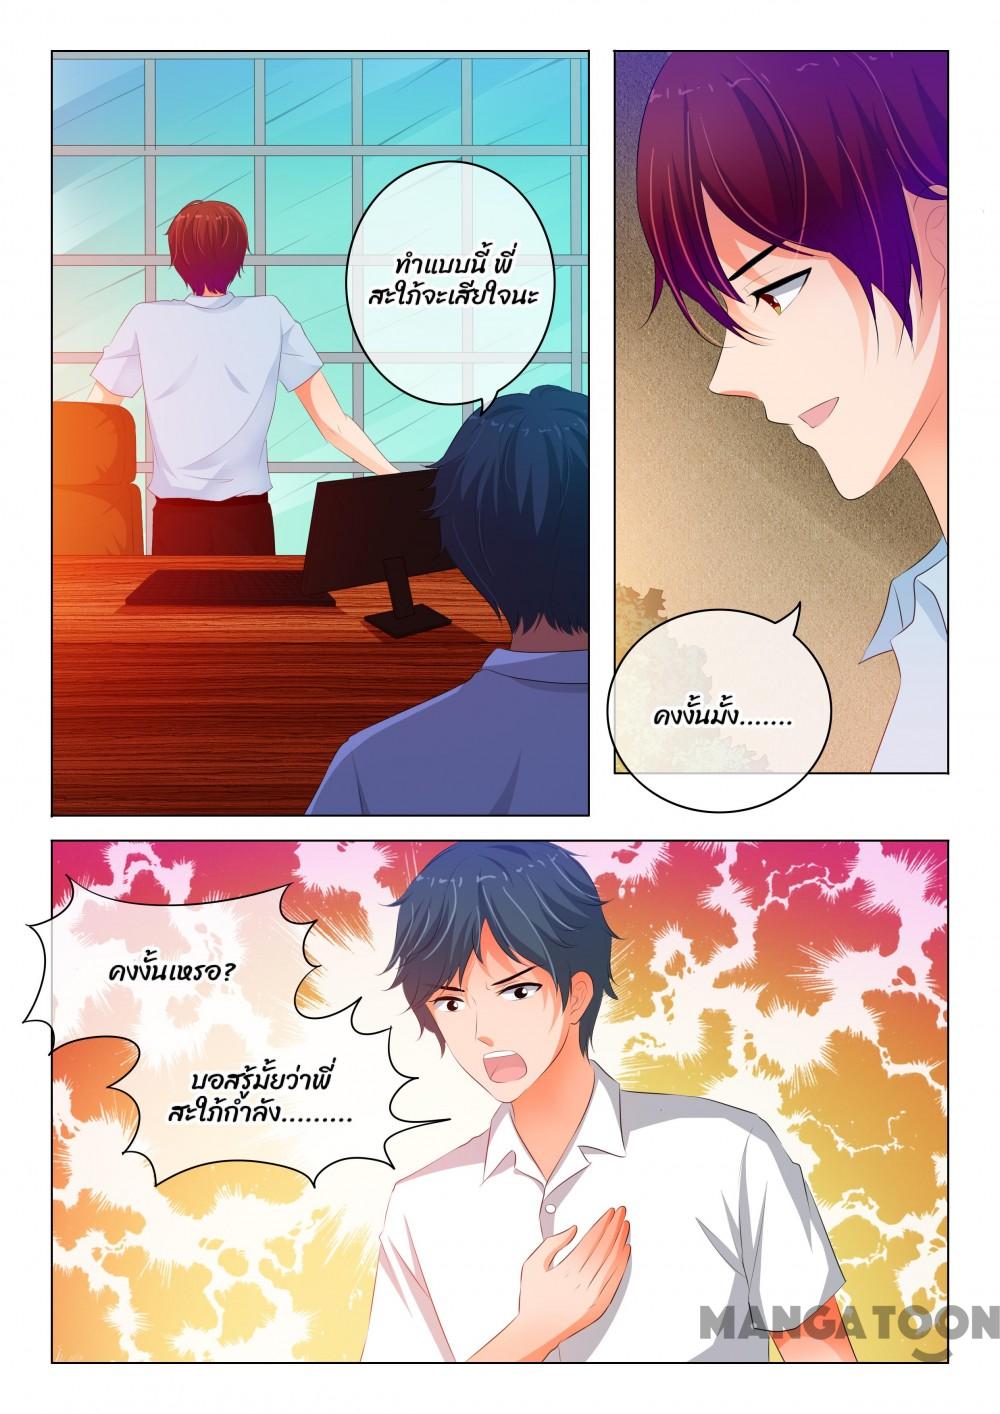 ทำแบบนี้ พี่
สะใภ้จะเสียใจนะ
คงงั้นมั้ง.......
คงงั้นเหรอ?
บอสรู้มั้ยว่าพี่
สะใภ้กำลัง.........
MANGATOON